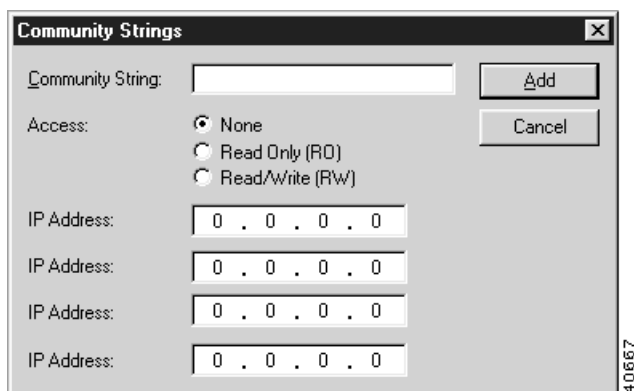 Community Strings
Community String:
Add
Access:
None
Cancel
Read Only (RO)
Read/Write (RW)
IP Address: 0 . 0 . 0 . 0
IP Address: 0 . 0 . 0 . 0
IP Address: 0 . 0 . 0 . 0
IP Address: 0 . 0 . 0 . 0
40667